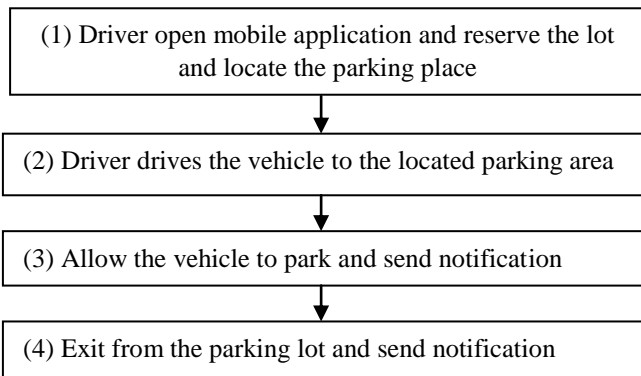 (1) Driver open mobile application and reserve the lot
and locate the parking place
(2) Driver drives the vehicle to the located parking area
(3) Allow the vehicle to park and send notification
(4) Exit from the parking lot and send notification